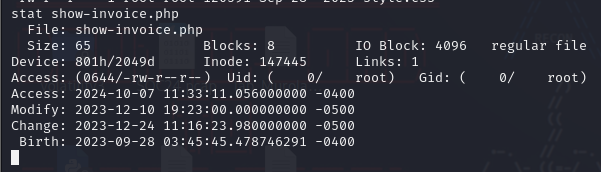 stat show-invoice.php
File: show-invoice.php
Size: 65 Blocks: 8 IO Block: 4096 regular file
Device: 801h/2049d Inode: 147445 Links: 1
Access: (0644/-rw-r--r--) Uid: ( 0/ root) Gid: ( 0/ root)
Access: 2024-10-07 11:33:11.056000000 -0400
Modify: 2023-12-10 19:23:00.000000000 -0500
Change: 2023-12-24 11:16:23.980000000 -0500
Birth: 2023-09-28 03:45:45.478746291 -0400